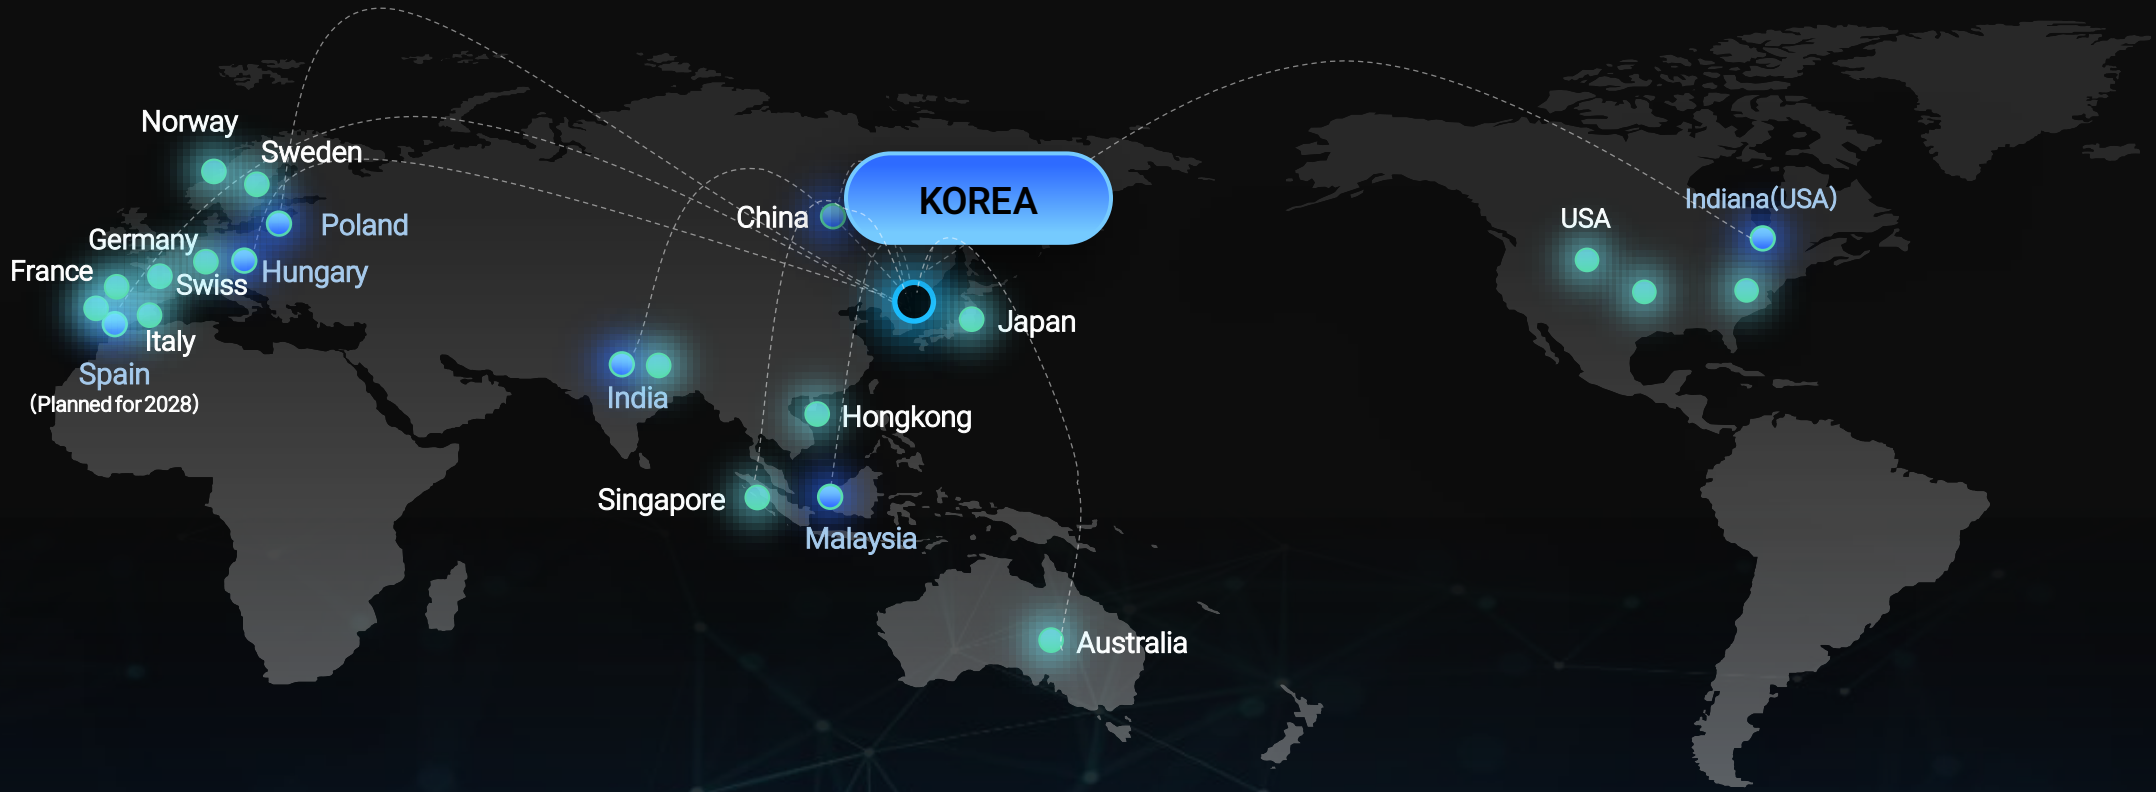 Norway
Sweden
KOREA
Indiana(USA)
China
USA
Poland
Germany
France
Hungary
Swiss
Japan
Italy
Spain
(Planned for 2028)
India
Hongkong
Singapore
Malaysia
Australia